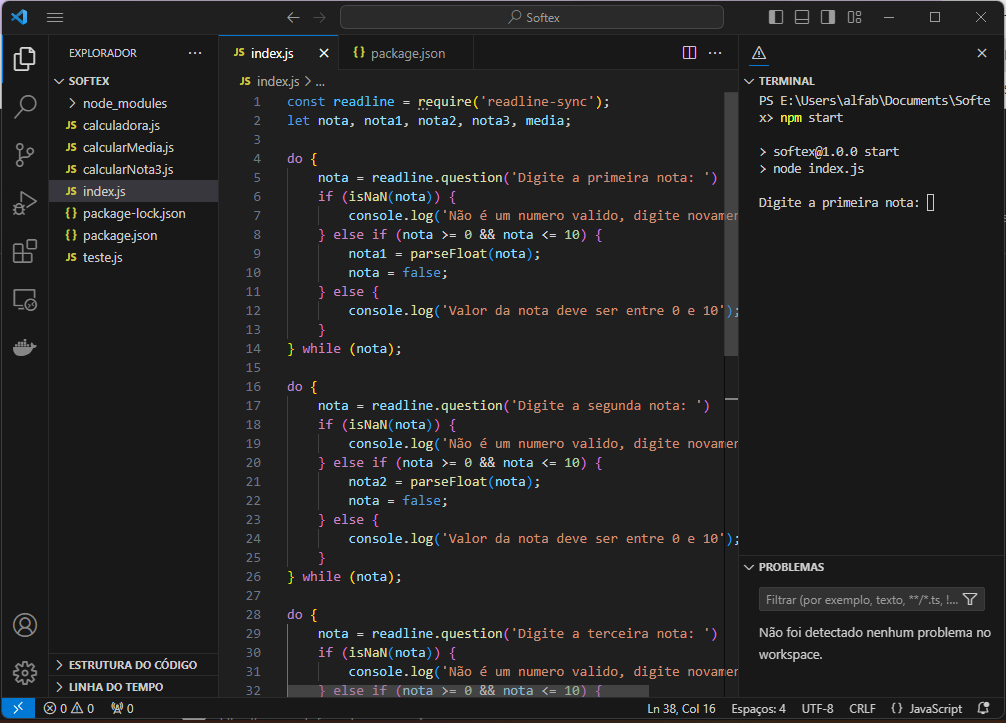 Softex
EXPLORADOR
SOFTEX
node_modules
JS calculadora.js
JS calcularMedia.js
JS calcularNota3.js
JS index.js
{} package-lock.json
{} package.json
JS teste.js
ESTRUTURA DO CÓDIGO
LINHA DO TEMPO
JS index.js
{} package.json
JS index.js > ...
1 const readline = require('readline-sync');
2 let nota, nota1, nota2, nota3, media;
3
4 do {
5 nota = readline.question('Digite a primeira nota: ')
6 if (isNaN(nota)) {
7 console.log('Não é um numero valido, digite novamen
8 } else if (nota >= 0 && nota <= 10) {
9 nota1 = parseFloat(nota);
10 nota = false;
11 } else {
12 console.log('Valor da nota deve ser entre 0 e 10');
13 }
14 } while (nota);
15
16 do {
17 nota = readline.question('Digite a segunda nota: ')
18 if (isNaN(nota)) {
19 console.log('Não é um numero valido, digite novamen
20 } else if (nota >= 0 && nota <= 10) {
21 nota2 = parseFloat(nota);
22 nota = false;
23 } else {
24 console.log('Valor da nota deve ser entre 0 e 10');
25 }
26 } while (nota);
27
28 do {
29 nota = readline.question('Digite a terceira nota: ')
30 if (isNaN(nota)) {
31 console.log('Não é um numero valido, digite novamen
32 } else if (nota >= 0 && nota <= 10) {
TERMINAL
PS E:\Users\alfab\Documents\Softe
x> npm start
> softex@1.0.0 start
> node index.js
Digite a primeira nota:
PROBLEMAS
Filtrar (por exemplo, texto, **/*.ts, !...
Não foi detectado nenhum problema no
workspace.
0 0 0 Ln 38, Col 16 Espaços: 4 UTF-8 CRLF {} JavaScript